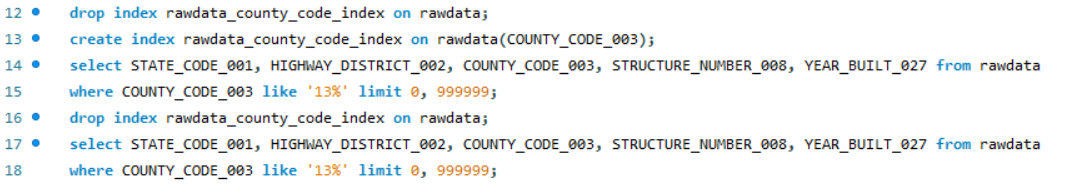 12 drop index rawdata_county_code_index on rawdata;
13 create index rawdata_county_code_index on rawdata(COUNTY_CODE_003);
14 select STATE_CODE_001, HIGHWAY_DISTRICT_002, COUNTY_CODE_003, STRUCTURE_NUMBER_008, YEAR_BUILT_027 from rawdata
15 where COUNTY_CODE_003 like '13%' limit 0, 999999;
16 drop index rawdata_county_code_index on rawdata;
17 select STATE_CODE_001, HIGHWAY_DISTRICT_002, COUNTY_CODE_003, STRUCTURE_NUMBER_008, YEAR_BUILT_027 from rawdata
18 where COUNTY_CODE_003 like '13%' limit 0, 999999;